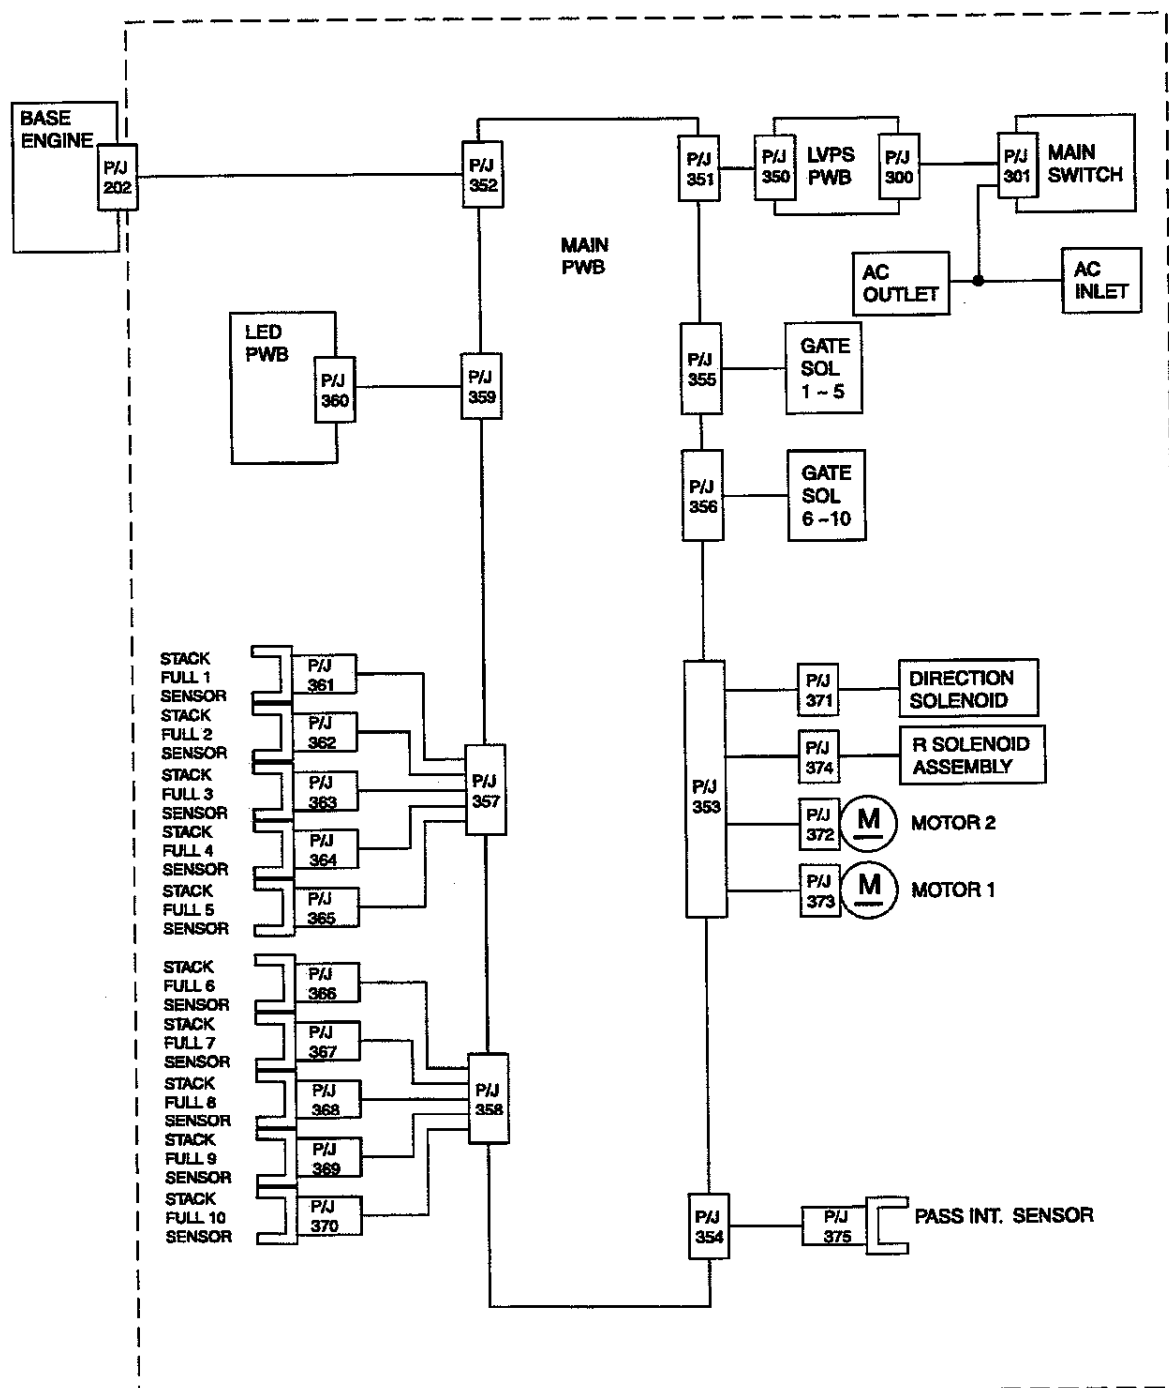 BASE
ENGINE
P/J
202
P/J
352
P/J
351
P/J
350
LVPS
PWB
P/J
300
P/J
301
MAIN
SWITCH
MAIN
PWB
AC
OUTLET
AC
INLET
LED
PWB
P/J
360
P/J
359
P/J
355
GATE
SOL
1 ~ 5
P/J
356
GATE
SOL
6 ~10
STACK
FULL 1
SENSOR
P/J
361
STACK
FULL 2
SENSOR
P/J
362
STACK
FULL 3
SENSOR
P/J
363
STACK
FULL 4
SENSOR
P/J
364
STACK
FULL 5
SENSOR
P/J
365
P/J
357
P/J
353
P/J
371
DIRECTION
SOLENOID
P/J
374
R SOLENOID
ASSEMBLY
P/J
372
M
MOTOR 2
P/J
373
M
MOTOR 1
STACK
FULL 6
SENSOR
P/J
366
STACK
FULL 7
SENSOR
P/J
367
STACK
FULL 8
SENSOR
P/J
368
STACK
FULL 9
SENSOR
P/J
369
STACK
FULL 10
SENSOR
P/J
370
P/J
358
P/J
354
P/J
375
PASS INT. SENSOR